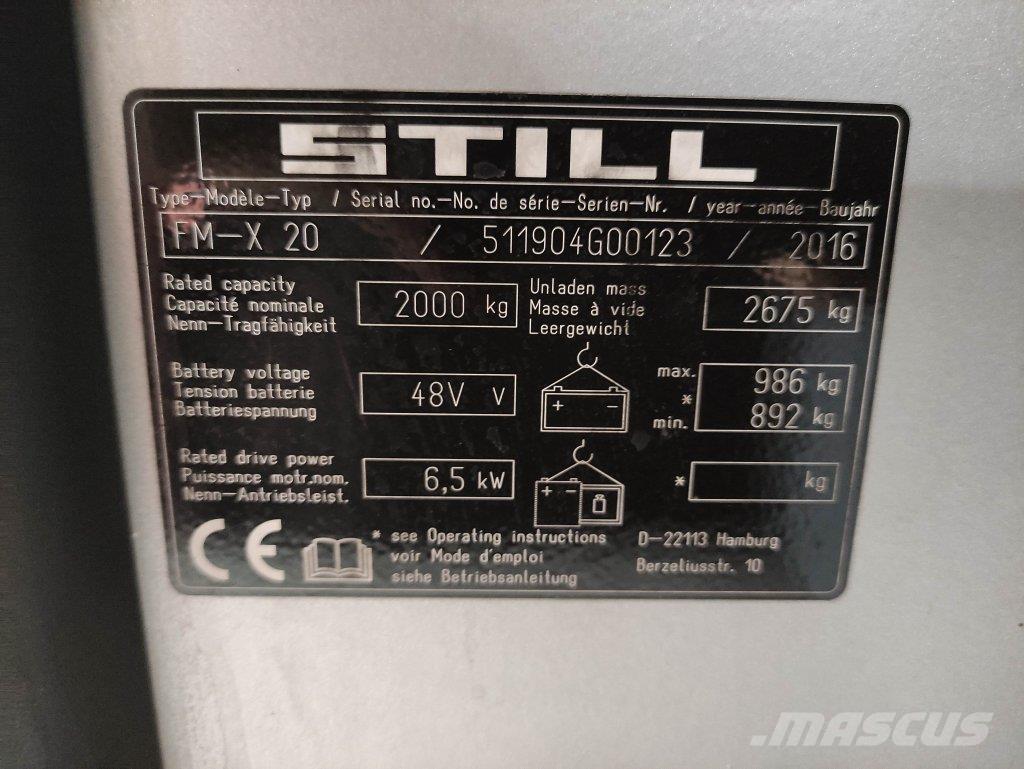 STILL
Type-Modèle-Typ / Serial no.-No. de série-Serien-Nr. / year-année-Baujahr
FM-X 20 / 511904G00123 / 2016
Rated capacity
Capacité nominale
Nenn-Tragfähigkeit
2000 kg
Unladen mass
Masse à vide
Leergewicht
2675 kg
Battery voltage
Tension batterie
Batteriespannung
48V V
+ −
max. 986 kg
*
min. 892 kg
Rated drive power
Puissance motr.nom.
Nenn-Antriebsleist.
6,5 kW
+ −
* kg
CE
* see Operating instructions
voir Mode d'emploi
siehe Betriebsanleitung
D-22113 Hamburg
Berzeliusstr. 10
MASCUS